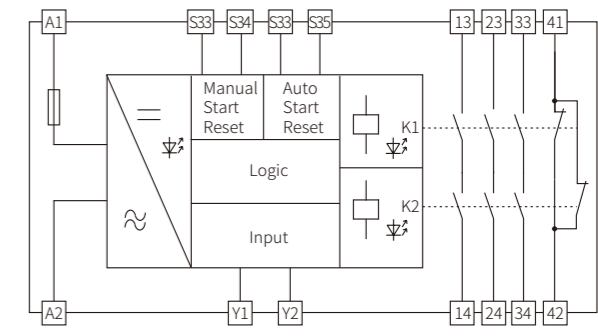 A1 S33 S34 S33 S35 13 23 33 41
Manual Auto
Start Start
Reset Reset
K1
Logic
K2
Input
A2 Y1 Y2 14 24 34 42